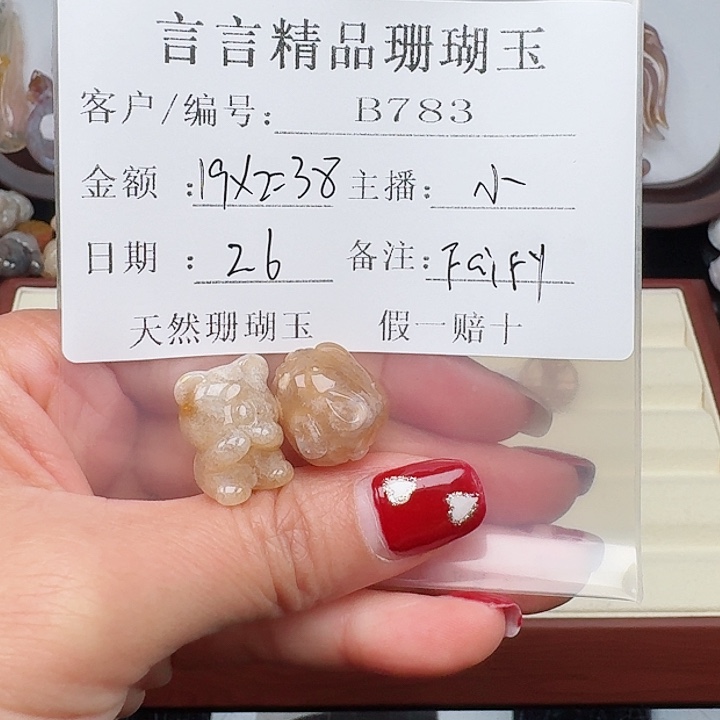 言言精品珊瑚玉
客户/编号: B783
金额:19X2=38 主播: 小
日期:26 备注:Fairy
天然珊瑚玉 假一赔十